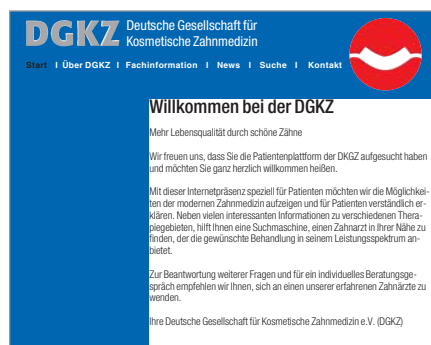 DGKZ Deutsche Gesellschaft für
Kosmetische Zahnmedizin
Start I Über DGKZ I Fachinformation I News I Suche I Kontakt
Willkommen bei der DGKZ
Mehr Lebensqualität durch schöne Zähne
Wir freuen uns, dass Sie die Patientenplattform der DKGZ aufgesucht haben
und möchten Sie ganz herzlich willkommen heißen.
Mit dieser Internetpräsenz speziell für Patienten möchten wir die Möglichkei-
ten der modernen Zahnmedizin aufzeigen und für Patienten verständlich er-
klären. Neben vielen interessanten Informationen zu verschiedenen Thera-
piegebieten, hilft Ihnen eine Suchmaschine, einen Zahnarzt in Ihrer Nähe zu
finden, der die gewünschte Behandlung in seinem Leistungsspektrum an-
bietet.
Zur Beantwortung weiterer Fragen und für ein individuelles Beratungsge-
spräch empfehlen wir Ihnen, sich an einen unserer erfahrenen Zahnärzte zu
wenden.
Ihre Deutsche Gesellschaft für Kosmetische Zahnmedizin e.V. (DGKZ)